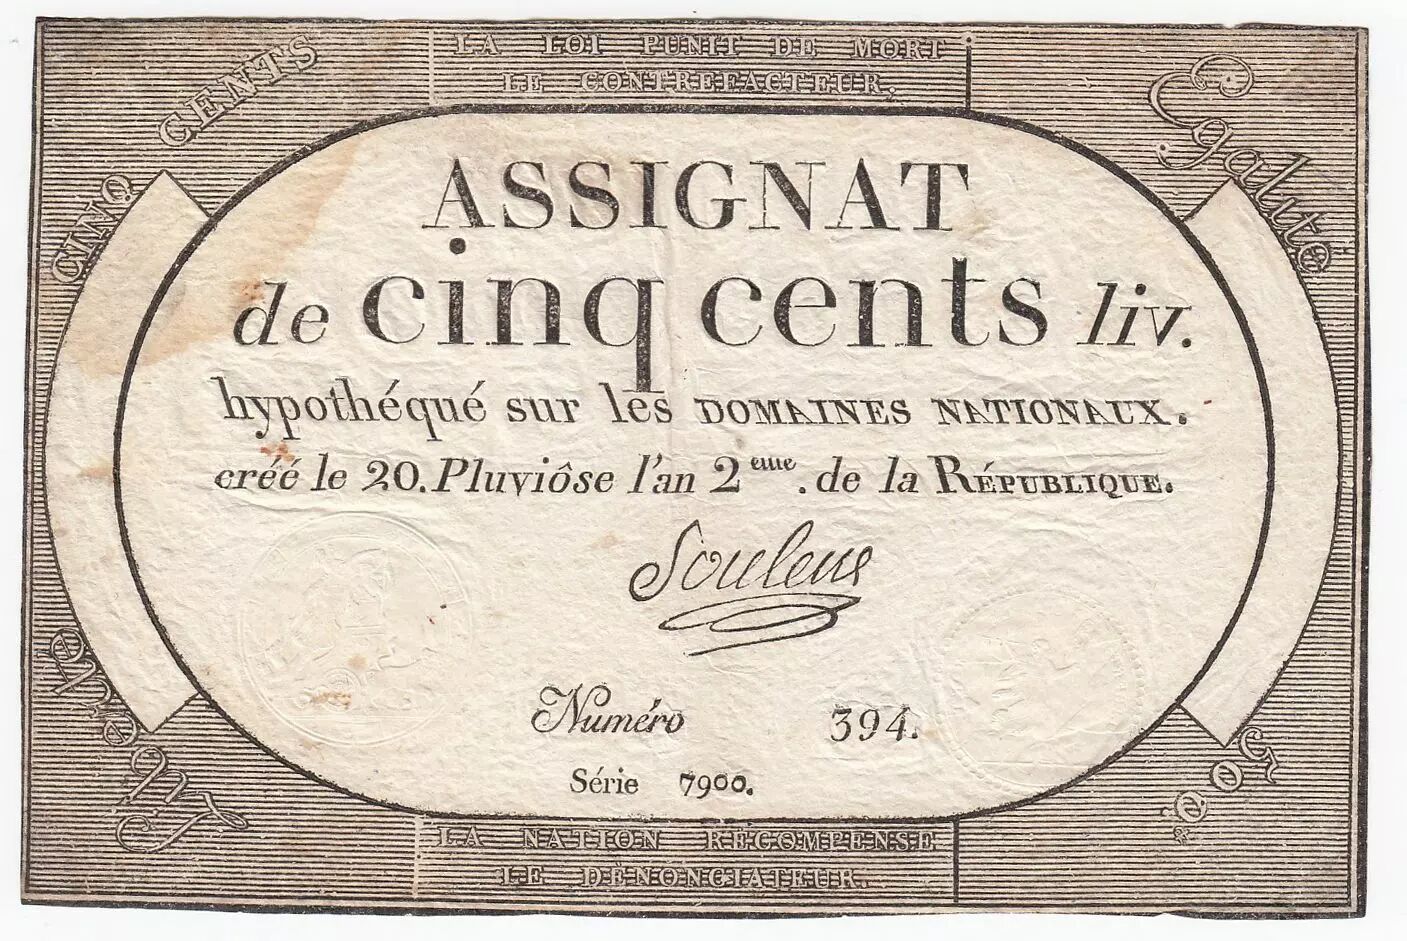 LA LOI PUNIT DE MORT
LE CONTREFACTEUR.
CINQ CENTS
Egalité
ASSIGNAT
de cinq cents liv.
hypothéqué sur les DOMAINES NATIONAUX.
créé le 20. Pluviôse l'an 2eme. de la RÉPUBLIQUE.
Numéro 394.
Série 7900.
Liberté
500.
LA NATION RÉCOMPENSE
LE DÉNONCIATEUR.